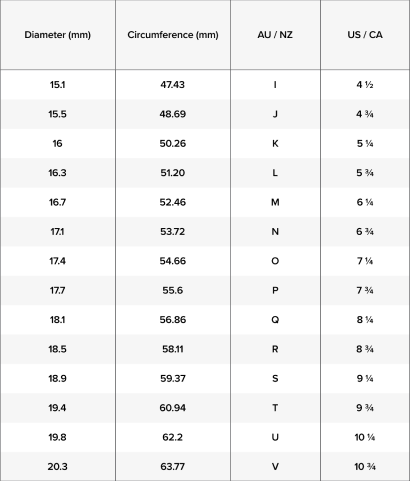 Diameter (mm) Circumference (mm) AU / NZ US / CA
15.1 47.43 I 4 ½
15.5 48.69 J 4 ¾
16 50.26 K 5 ¼
16.3 51.20 L 5 ¾
16.7 52.46 M 6 ¼
17.1 53.72 N 6 ¾
17.4 54.66 O 7 ¼
17.7 55.6 P 7 ¾
18.1 56.86 Q 8 ¼
18.5 58.11 R 8 ¾
18.9 59.37 S 9 ¼
19.4 60.94 T 9 ¾
19.8 62.2 U 10 ¼
20.3 63.77 V 10 ¾